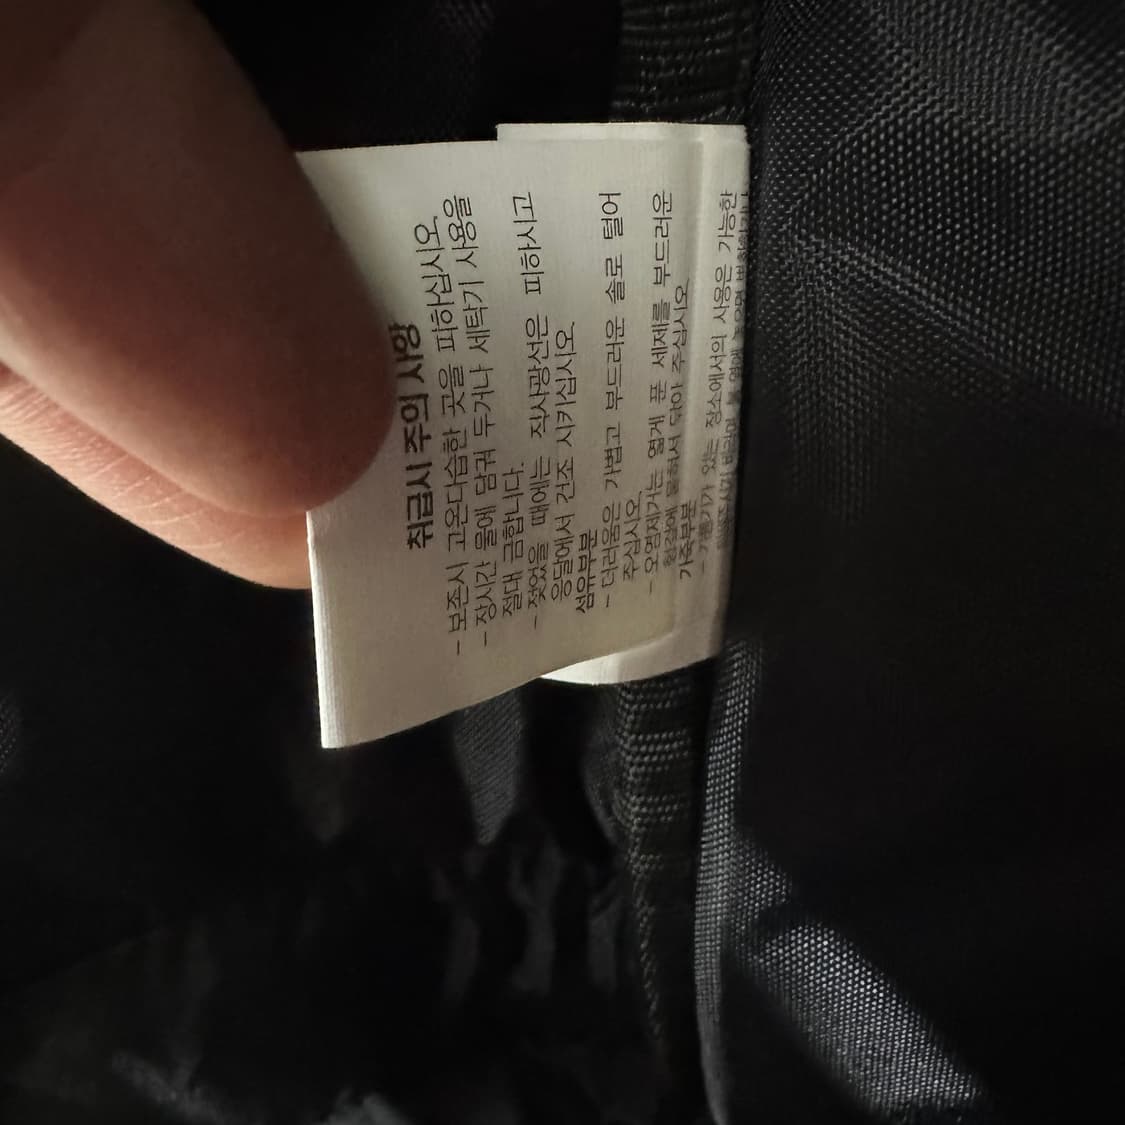 취급시 주의 사항
- 보존시 고온다습한 곳을 피하십시오.
- 장시간 물에 담궈 두거나 세탁기 사용을
절대 금합니다.
- 젖었을 때에는 직사광선은 피하시고
응달에서 건조 시키십시오.
섬유부분
- 더러움은 가볍고 부드러운 솔로 털어
주십시오.
- 오염제거는 엷게 푼 세제를 부드러운
헝겊에 묻혀서 닦아 주십시오.
가죽부분
- 기름기가 있는 장소에서의 사용은 가능한